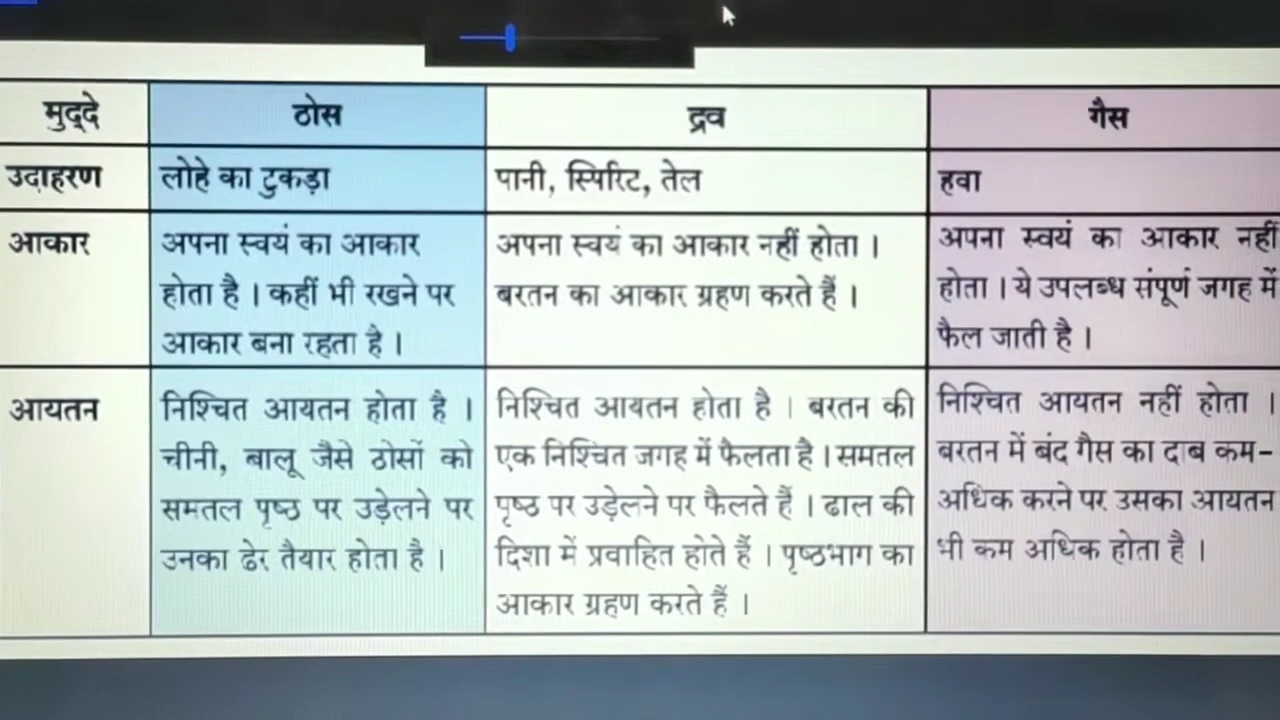 मुद्दे ठोस द्रव गैस
उदाहरण लोहे का टुकड़ा पानी, स्पिरिट, तेल हवा
आकार
अपना स्वयं का आकार
होता है । कहीं भी रखने पर
आकार बना रहता है ।
अपना स्वयं का आकार नहीं होता ।
बरतन का आकार ग्रहण करते हैं ।
अपना स्वयं का आकार नहीं
होता । ये उपलब्ध संपूर्ण जगह में
फैल जाती है ।
आयतन
निश्चित आयतन होता है ।
चीनी, बालू जैसे ठोसों को
समतल पृष्ठ पर उड़ेलने पर
उनका ढेर तैयार होता है ।
निश्चित आयतन होता है । बरतन की
एक निश्चित जगह में फैलता है । समतल
पृष्ठ पर उड़ेलने पर फैलते हैं । ढाल की
दिशा में प्रवाहित होते हैं । पृष्ठभाग का
आकार ग्रहण करते हैं ।
निश्चित आयतन नहीं होता ।
बरतन में बंद गैस का दाब कम-
अधिक करने पर उसका आयतन
भी कम अधिक होता है ।